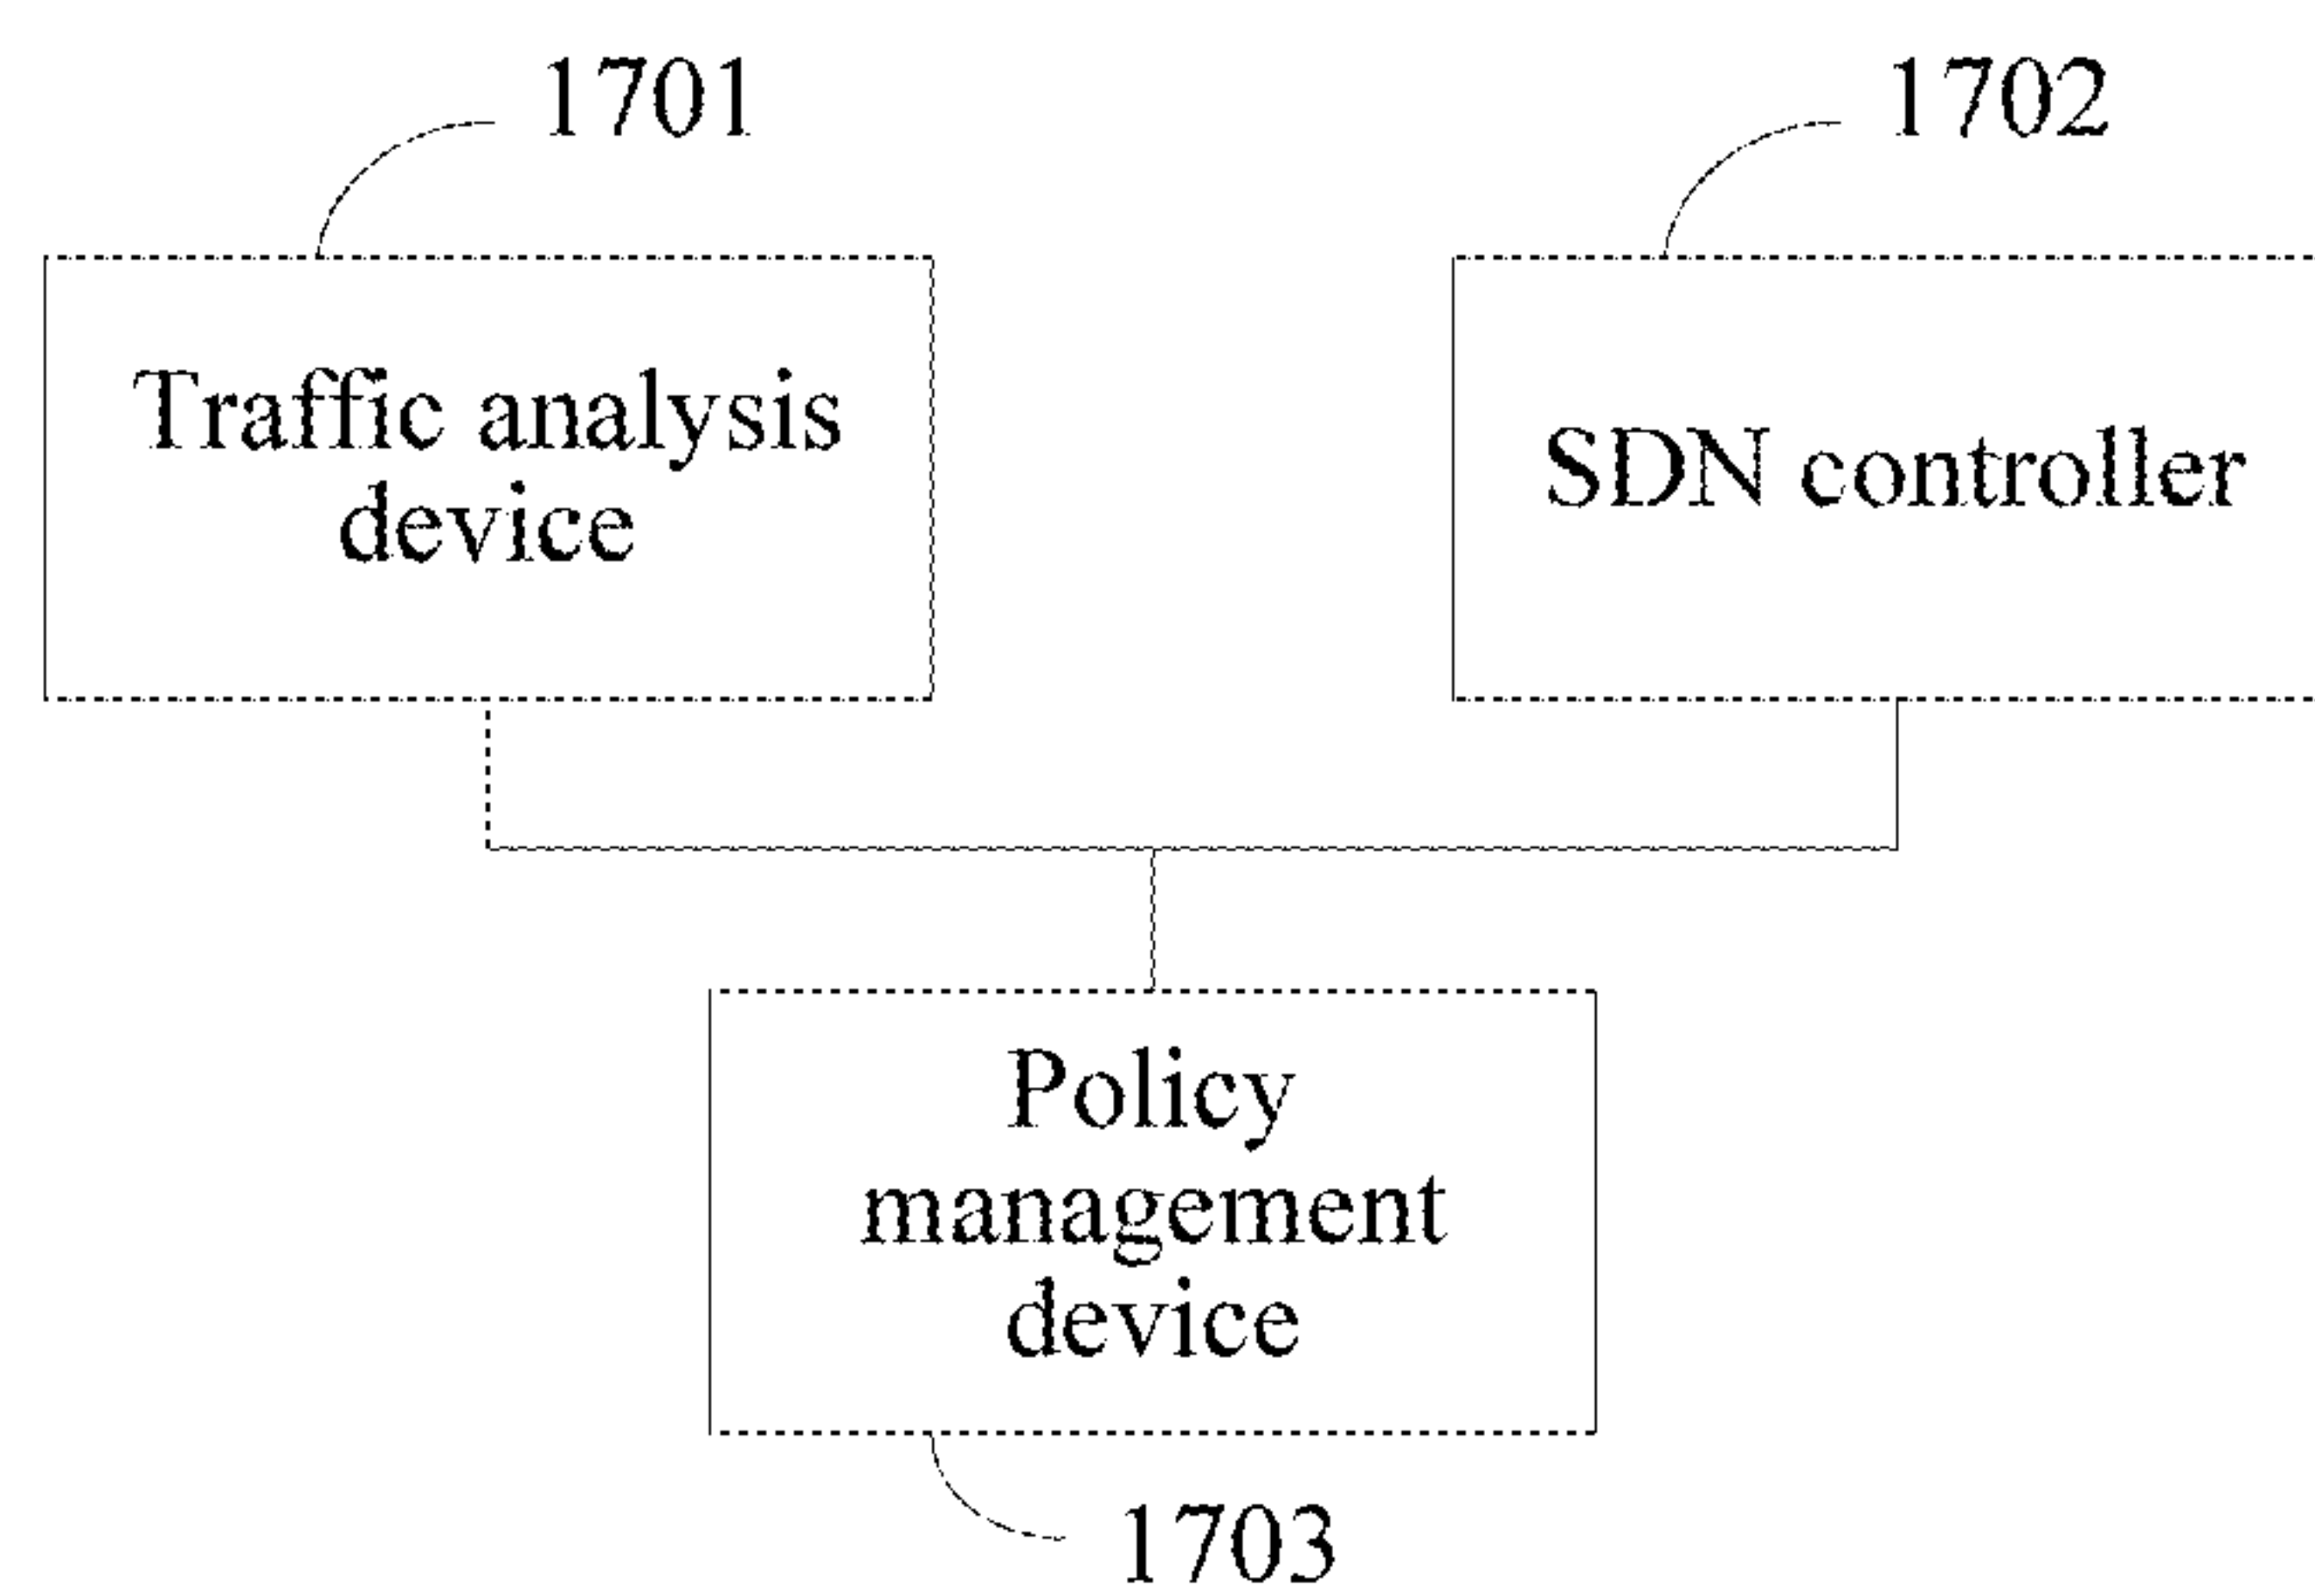 1701
1702
Traffic analysis
device
SDN controller
Policy
management
device
1703